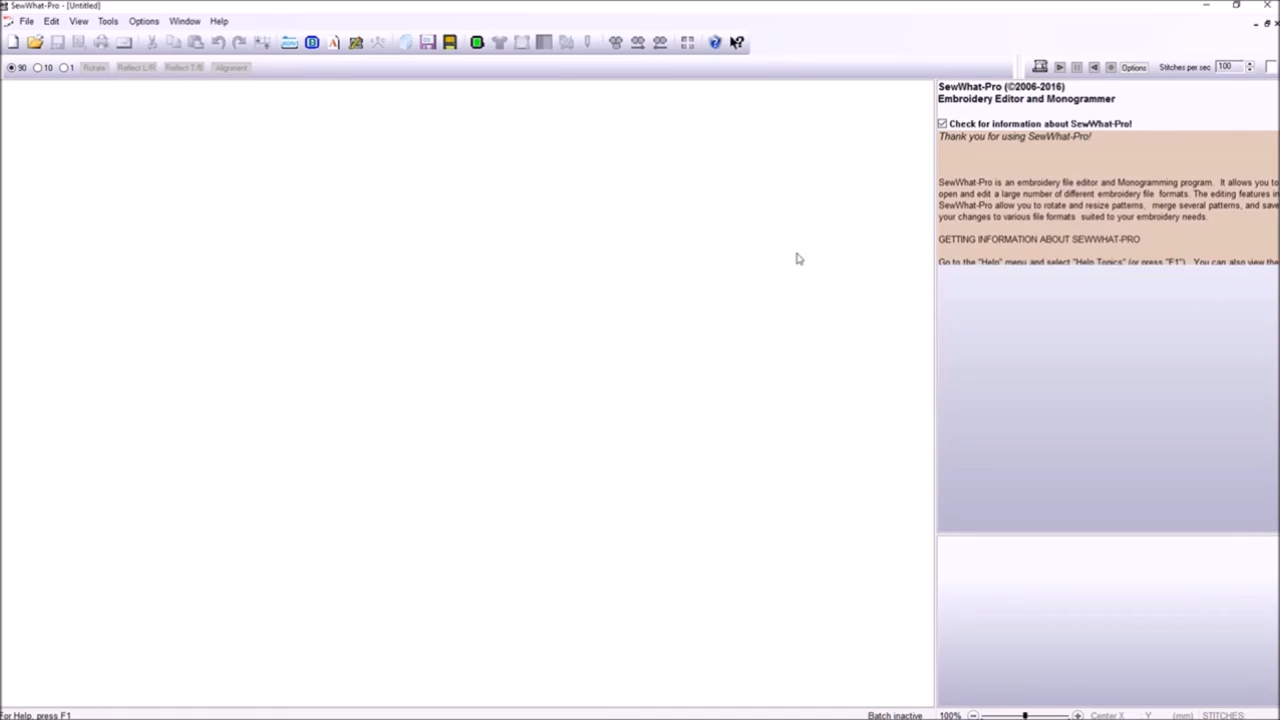 SewWhat-Pro - [Untitled]
File Edit View Tools Options Window Help
90 10 1 Rotate Reflect L/R Reflect T/B Alignment Options Stitches per sec 100
SewWhat-Pro (©2006-2016)
Embroidery Editor and Monogrammer
Check for information about SewWhat-Pro!
Thank you for using SewWhat-Pro!
SewWhat-Pro is an embroidery file editor and Monogramming program. It allows you to
open and edit a large number of different embroidery file formats. The editing features in
SewWhat-Pro allow you to rotate and resize patterns, merge several patterns, and save
your changes to various file formats suited to your embroidery needs.
GETTING INFORMATION ABOUT SEWWHAT-PRO
Go to the "Help" menu and select "Help Topics" (or press "F1"). You can also view the
For Help, press F1 Batch inactive 100% Center X Y (mm) STITCHES